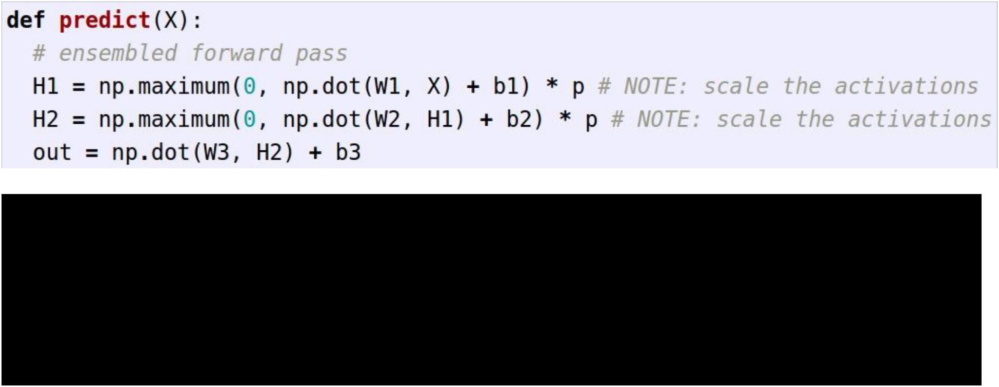 def predict(X):
# ensembled forward pass
H1 = np.maximum(0, np.dot(W1, X) + b1) * p # NOTE: scale the activations
H2 = np.maximum(0, np.dot(W2, H1) + b2) * p # NOTE: scale the activations
out = np.dot(W3, H2) + b3